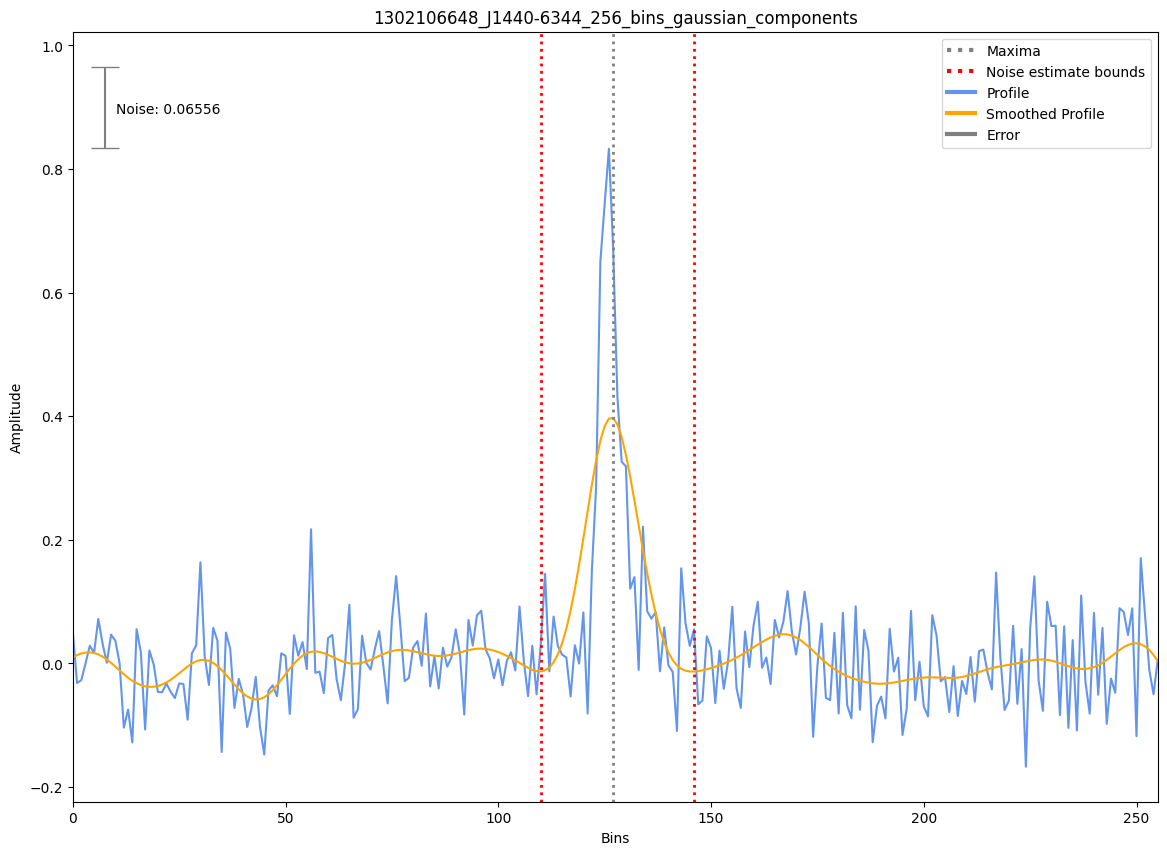 1302106648_J1440-6344_256_bins_gaussian_components
Maxima
Noise estimate bounds
Profile
Smoothed Profile
Error
Noise: 0.06556
Amplitude
1.0
0.8
0.6
0.4
0.2
0.0
−0.2
0 50 100 150 200 250
Bins